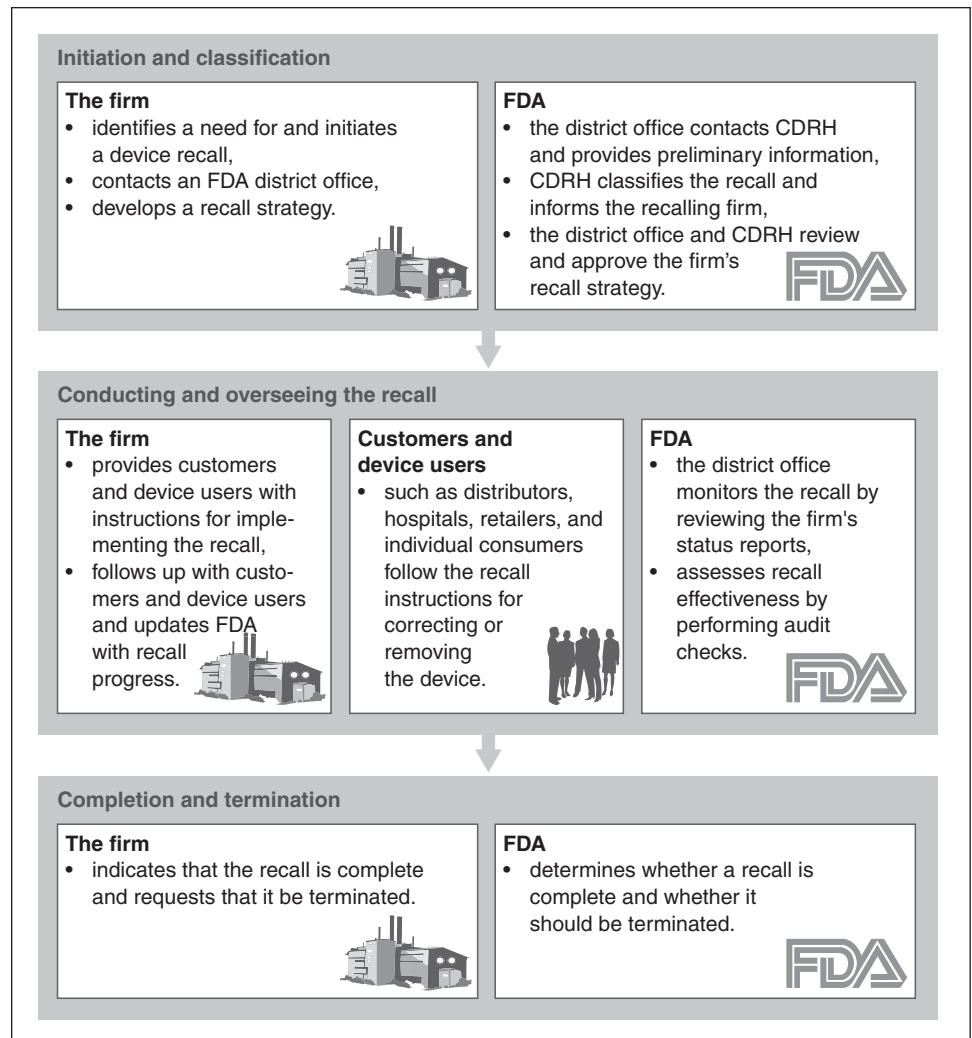 Initiation and classification
The firm
• identifies a need for and initiates
a device recall,
• contacts an FDA district office,
• develops a recall strategy.
FDA
• the district office contacts CDRH
and provides preliminary information,
• CDRH classifies the recall and
informs the recalling firm,
• the district office and CDRH review
and approve the firm’s
recall strategy.
FDA
Conducting and overseeing the recall
The firm
• provides customers
and device users with
instructions for imple-
menting the recall,
• follows up with custo-
mers and device users
and updates FDA
with recall
progress.
Customers and
device users
• such as distributors,
hospitals, retailers, and
individual consumers
follow the recall
instructions for
correcting or
removing
the device.
FDA
• the district office
monitors the recall by
reviewing the firm's
status reports,
• assesses recall
effectiveness by
performing audit
checks.
FDA
Completion and termination
The firm
• indicates that the recall is complete
and requests that it be terminated.
FDA
• determines whether a recall is
complete and whether it
should be terminated.
FDA